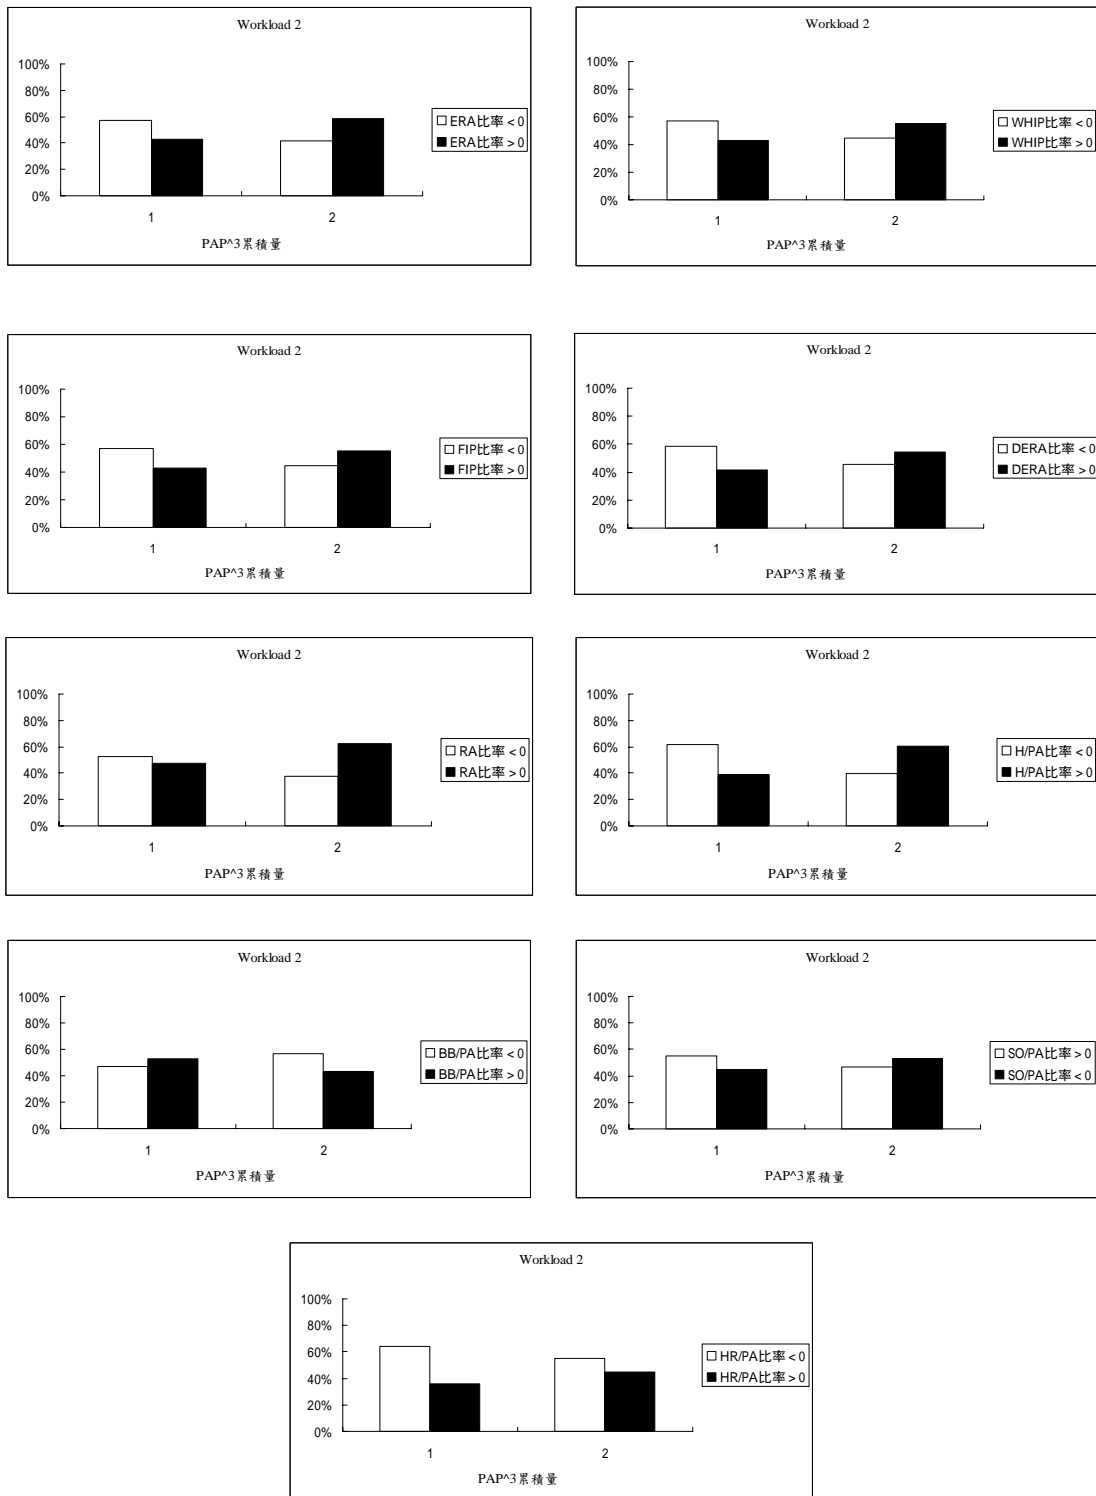 Workload 2
100%
80%
60%
40%
20%
0%
1 2
PAP^3累積量
ERA比率 < 0
ERA比率 > 0
Workload 2
100%
80%
60%
40%
20%
0%
1 2
PAP^3累積量
WHIP比率 < 0
WHIP比率 > 0
Workload 2
100%
80%
60%
40%
20%
0%
1 2
PAP^3累積量
FIP比率 < 0
FIP比率 > 0
Workload 2
100%
80%
60%
40%
20%
0%
1 2
PAP^3累積量
DERA比率 < 0
DERA比率 > 0
Workload 2
100%
80%
60%
40%
20%
0%
1 2
PAP^3累積量
RA比率 < 0
RA比率 > 0
Workload 2
100%
80%
60%
40%
20%
0%
1 2
PAP^3累積量
H/PA比率 < 0
H/PA比率 > 0
Workload 2
100%
80%
60%
40%
20%
0%
1 2
PAP^3累積量
BB/PA比率 < 0
BB/PA比率 > 0
Workload 2
100%
80%
60%
40%
20%
0%
1 2
PAP^3累積量
SO/PA比率 > 0
SO/PA比率 < 0
Workload 2
100%
80%
60%
40%
20%
0%
1 2
PAP^3累積量
HR/PA比率 < 0
HR/PA比率 > 0